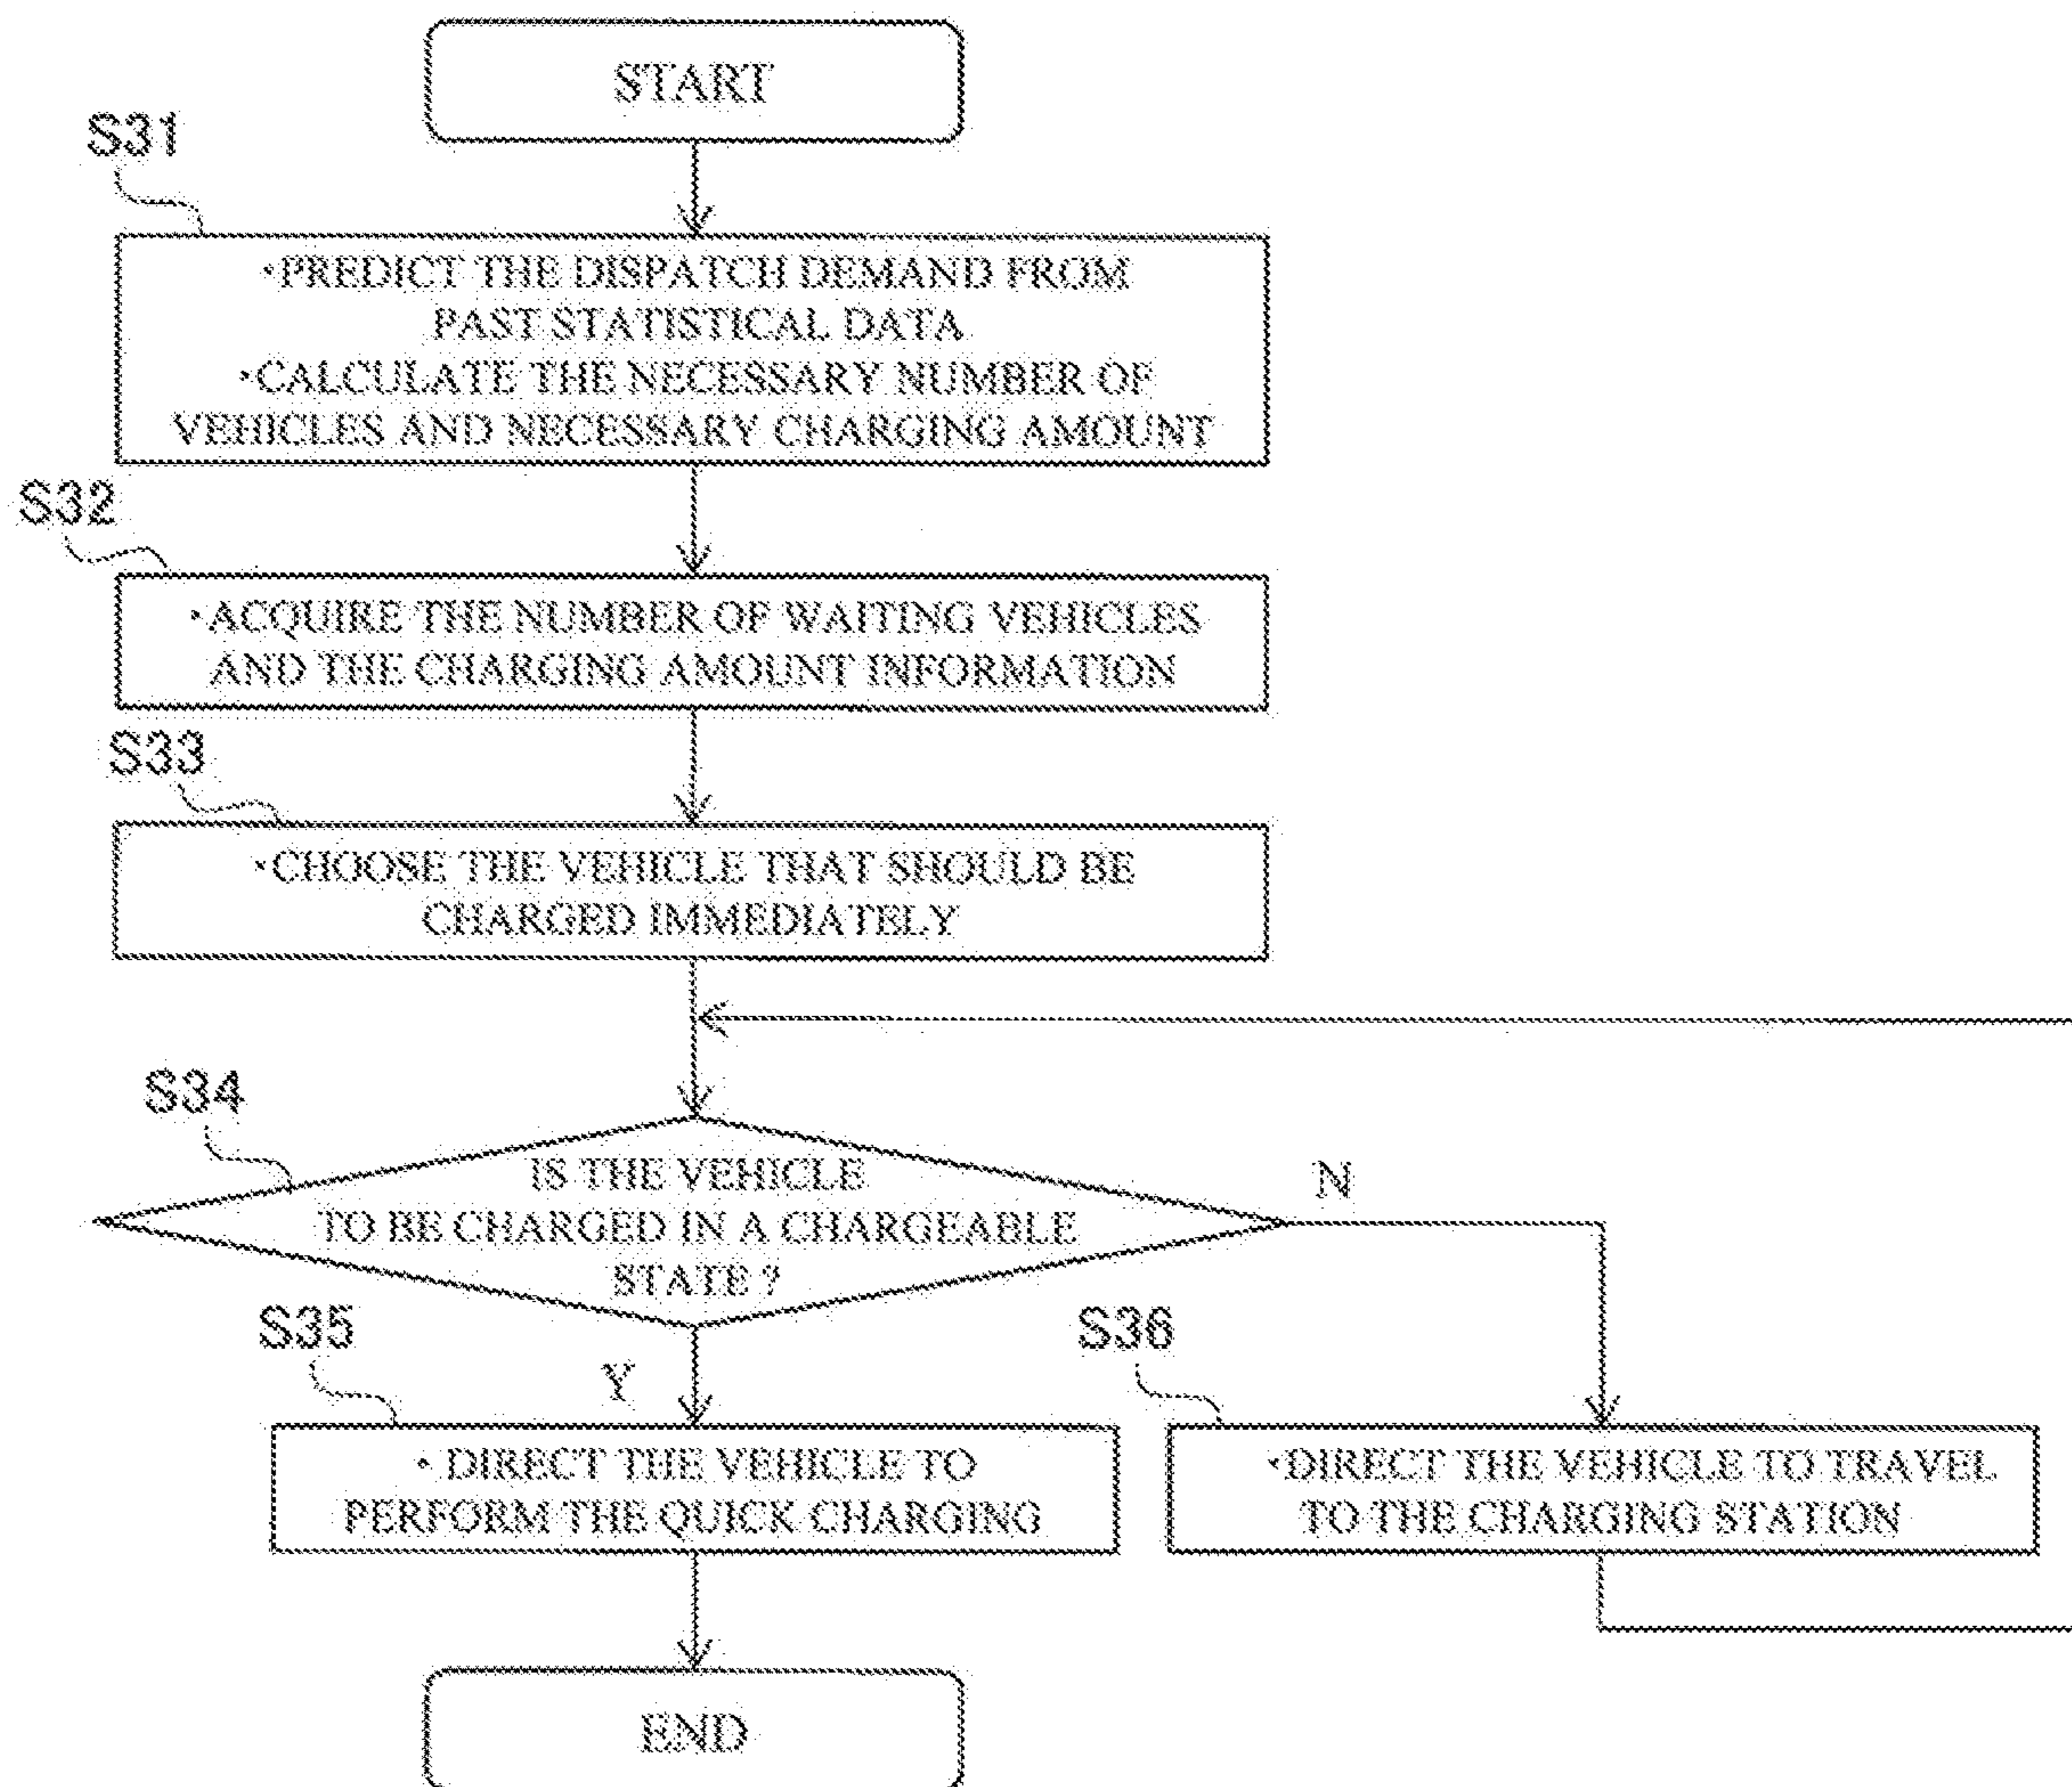 START
S31
・PREDICT THE DISPATCH DEMAND FROM
PAST STATISTICAL DATA
・CALCULATE THE NECESSARY NUMBER OF
VEHICLES AND NECESSARY CHARGING AMOUNT
S32
・ACQUIRE THE NUMBER OF WAITING VEHICLES
AND THE CHARGING AMOUNT INFORMATION
S33
・CHOOSE THE VEHICLE THAT SHOULD BE
CHARGED IMMEDIATELY
S34
IS THE VEHICLE
TO BE CHARGED IN A CHARGEABLE
STATE ?
N
Y
S35
・DIRECT THE VEHICLE TO
PERFORM THE QUICK CHARGING
S36
・DIRECT THE VEHICLE TO TRAVEL
TO THE CHARGING STATION
END